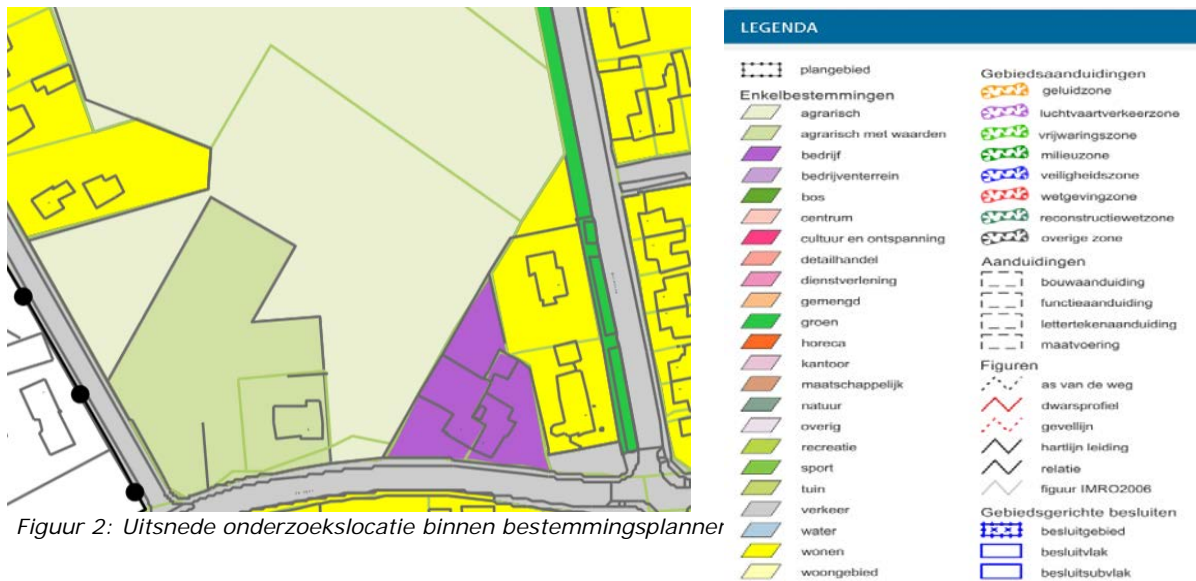 LEGENDA
plangebied
Enkelbestemmingen
agrarisch
agrarisch met waarden
bedrijf
bedrijventerrein
bos
centrum
cultuur en ontspanning
detailhandel
dienstverlening
gemengd
groen
horeca
kantoor
maatschappelijk
natuur
overig
recreatie
sport
tuin
verkeer
water
wonen
woongebied
Gebiedsaanduidingen
geluidzone
luchtvaartverkeerzone
vrijwaringszone
milieuzone
veiligheidszone
wetgevingzone
reconstructiewetzone
overige zone
Aanduidingen
bouwaanduiding
functieaanduiding
lettertekenaanduiding
maatvoering
Figuren
as van de weg
dwarsprofiel
gevellijn
hartlijn leiding
relatie
figuur IMRO2006
Gebiedsgerichte besluiten
besluitgebied
besluitvlak
besluitsubvlak
Figuur 2: Uitsnede onderzoekslocatie binnen bestemmingsplannen